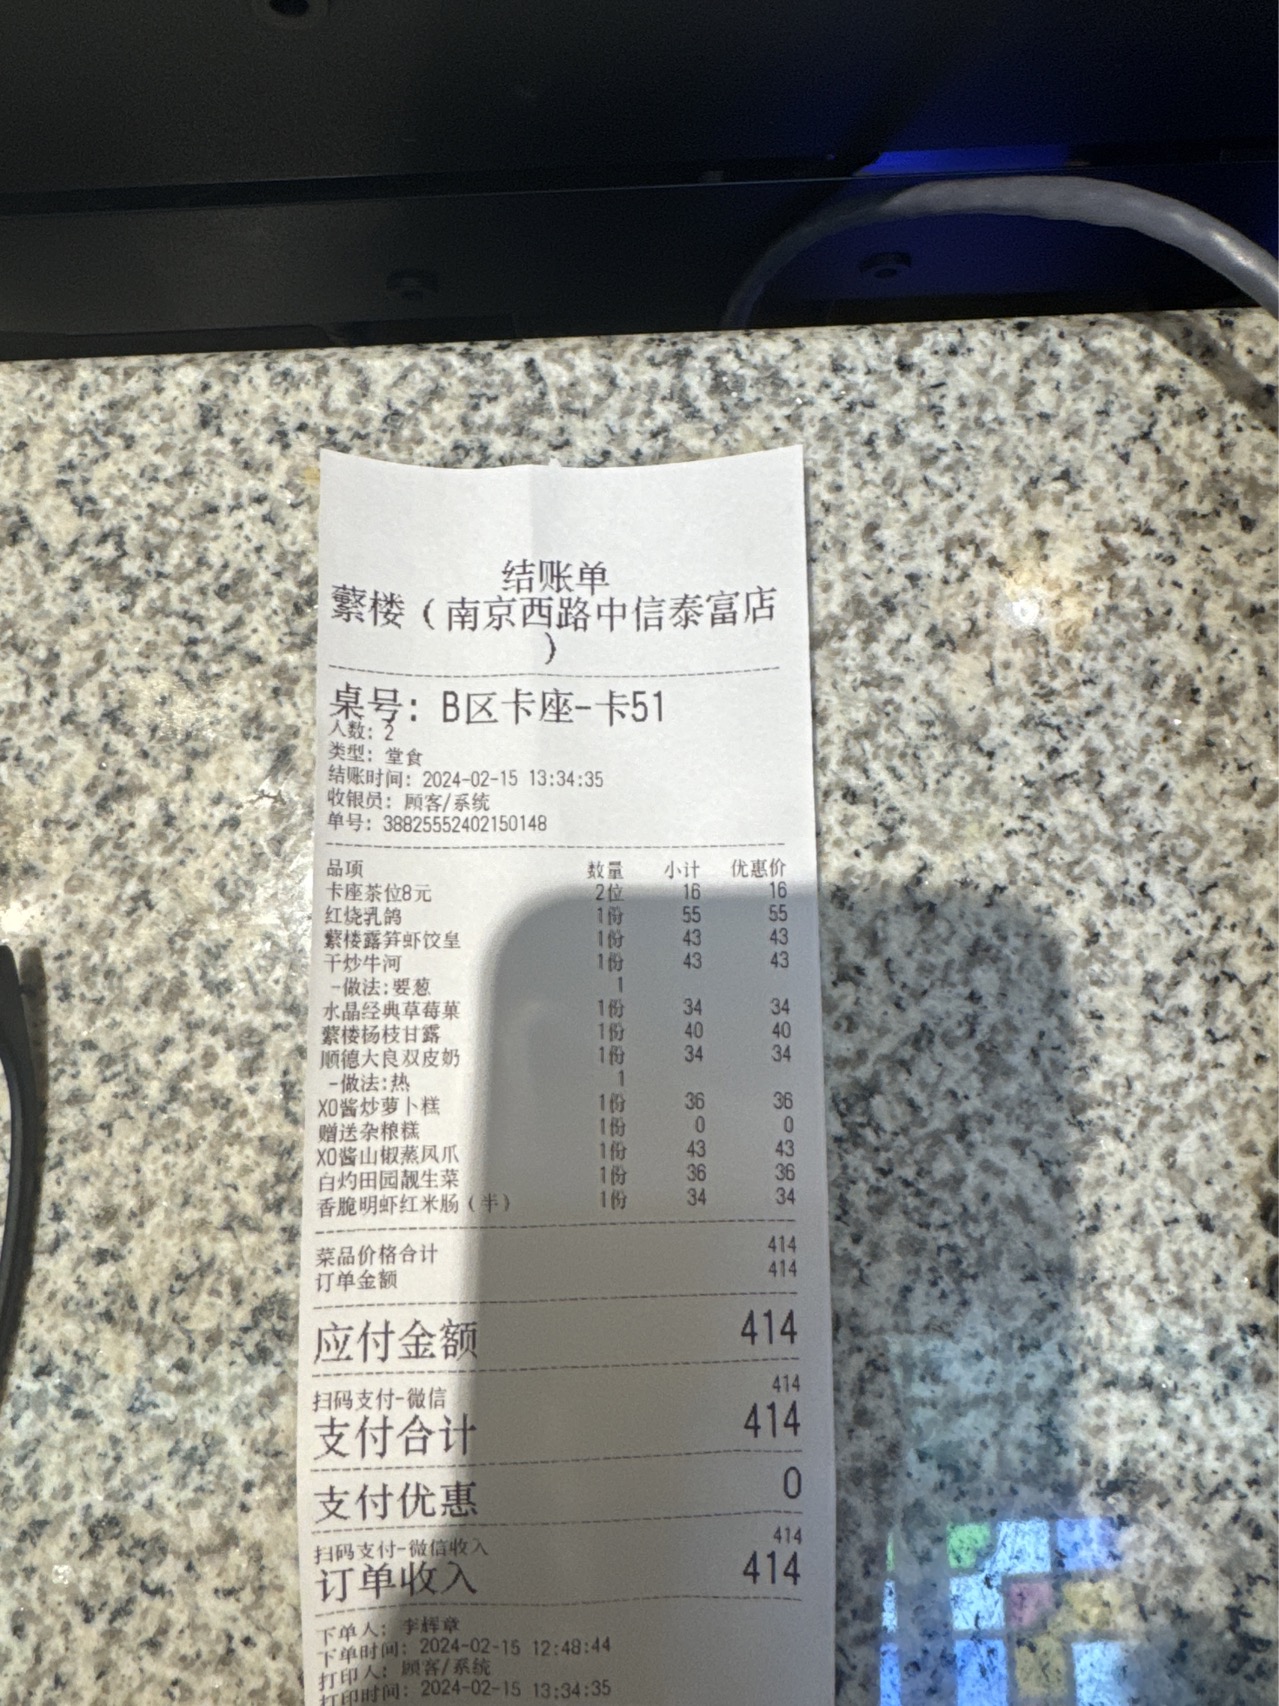 结账单
蘩楼（南京西路中信泰富店
）
桌号: B区卡座-卡51
人数: 2
类型: 堂食
结账时间: 2024-02-15 13:34:35
收银员: 顾客/系统
单号: 38825552402150148
品项 数量 小计 优惠价
卡座茶位8元 2位 16 16
红烧乳鸽 1份 55 55
蘩楼露笋虾饺皇 1份 43 43
干炒牛河 1份 43 43
-做法:要葱 1
水晶经典草莓菓 1份 34 34
蘩楼杨枝甘露 1份 40 40
顺德大良双皮奶 1份 34 34
-做法:热 1
XO酱炒萝卜糕 1份 36 36
赠送杂粮糕 1份 0 0
XO酱山椒蒸凤爪 1份 43 43
白灼田园靓生菜 1份 36 36
香脆明虾红米肠（半） 1份 34 34
菜品价格合计 414
订单金额 414
应付金额 414
扫码支付-微信 414
支付合计 414
支付优惠 0
扫码支付-微信收入 414
订单收入 414
下单人: 李辉章
下单时间: 2024-02-15 12:48:44
打印人: 顾客/系统
打印时间: 2024-02-15 13:34:35